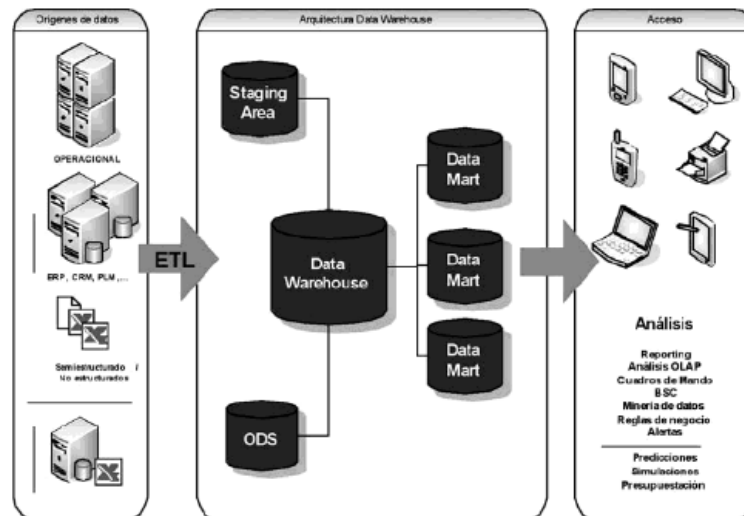 Orígenes de datos
OPERACIONAL
ERP, CRM, PLM,...
Semiestructurado /
No estructurados
ETL
Arquitectura Data Warehouse
Staging
Area
Data
Warehouse
ODS
Data
Mart
Data
Mart
Data
Mart
Acceso
Análisis
Reporting
Análisis OLAP
Cuadros de Mando
BSC
Minería de datos
Reglas de negocio
Alertas
Predicciones
Simulaciones
Presupuestación